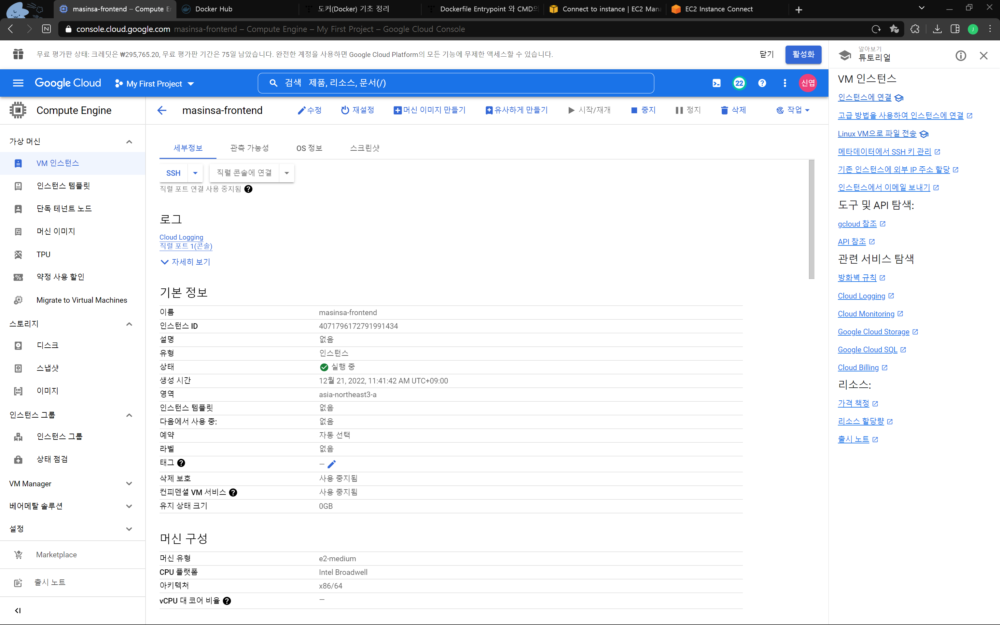 masinsa-frontend – Compute E
Docker Hub
도커(Docker) 기초 정리
Dockerfile Entrypoint 와 CMD의
Connect to instance | EC2 Mana
EC2 Instance Connect
console.cloud.google.com masinsa-frontend – Compute Engine – My First Project – Google Cloud Console
무료 평가판 상태: 크레딧은 ₩295,765.20, 무료 평가판 기간은 75일 남았습니다. 완전한 계정을 사용하면 Google Cloud Platform의 모든 기능에 무제한 액세스할 수 있습니다.
닫기
활성화
Google Cloud
My First Project
검색 제품, 리소스, 문서(/)
22
신엽
Compute Engine
가상 머신
VM 인스턴스
인스턴스 템플릿
단독 테넌트 노드
머신 이미지
TPU
약정 사용 할인
Migrate to Virtual Machines
스토리지
디스크
스냅샷
이미지
인스턴스 그룹
인스턴스 그룹
상태 점검
VM Manager
베어메탈 솔루션
설정
Marketplace
출시 노트
masinsa-frontend
수정
재설정
머신 이미지 만들기
유사하게 만들기
시작/재개
중지
정지
삭제
작업
세부정보
관측 가능성
OS 정보
스크린샷
SSH
직렬 콘솔에 연결
직렬 포트 연결 사용 중지됨
로그
Cloud Logging
직렬 포트 1(콘솔)
자세히 보기
기본 정보
이름 masinsa-frontend
인스턴스 ID 4071796172791991434
설명 없음
유형 인스턴스
상태 실행 중
생성 시간 12월 21, 2022, 11:41:42 AM UTC+09:00
영역 asia-northeast3-a
인스턴스 템플릿 없음
다음에서 사용 중: 없음
예약 자동 선택
라벨 없음
태그 —
삭제 보호 사용 중지됨
컨피덴셜 VM 서비스 사용 중지됨
유지 상태 크기 0GB
머신 구성
머신 유형 e2-medium
CPU 플랫폼 Intel Broadwell
아키텍처 x86/64
vCPU 대 코어 비율 —
알아보기
튜토리얼
VM 인스턴스
인스턴스에 연결
고급 방법을 사용하여 인스턴스에 연결
Linux VM으로 파일 전송
메타데이터에서 SSH 키 관리
기존 인스턴스에 외부 IP 주소 할당
인스턴스에서 이메일 보내기
도구 및 API 탐색:
gcloud 참조
API 참조
관련 서비스 탐색
방화벽 규칙
Cloud Logging
Cloud Monitoring
Google Cloud Storage
Google Cloud SQL
Cloud Billing
리소스:
가격 책정
리소스 할당량
출시 노트